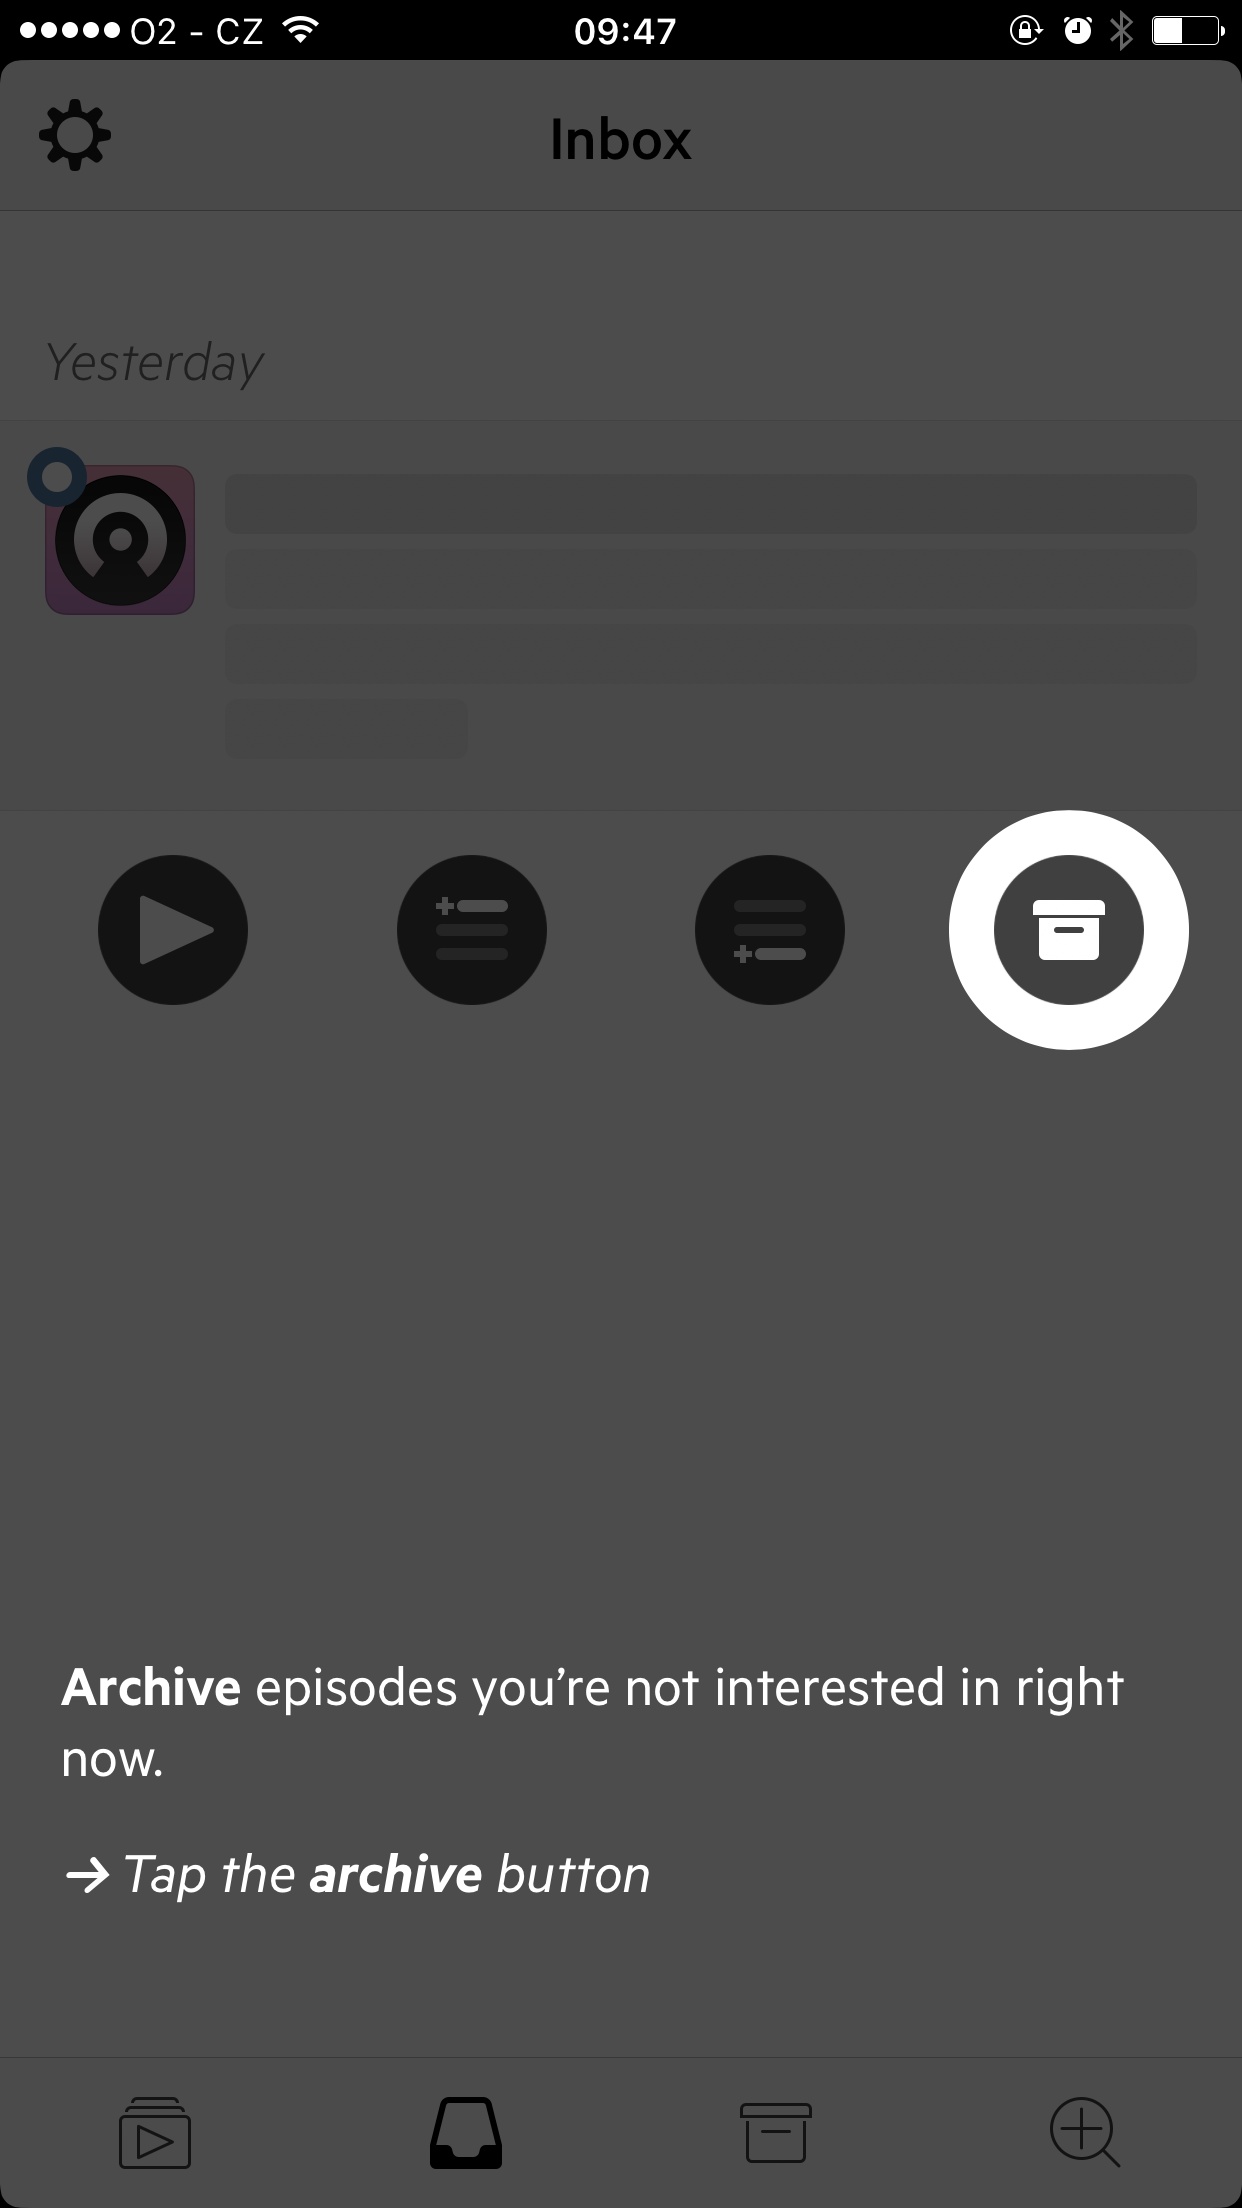 O2 - CZ
09:47
Inbox
Yesterday
Archive episodes you’re not interested in right
now.
→ Tap the archive button